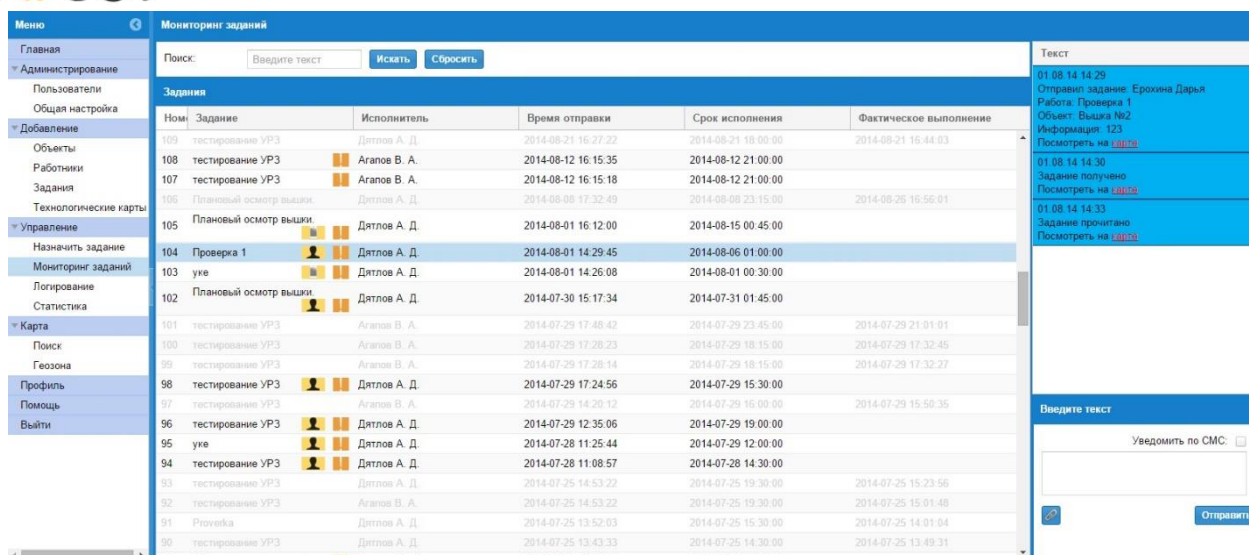 Меню
Мониторинг заданий
Главная
Администрирование
Пользователи
Общая настройка
Добавление
Объекты
Работники
Задания
Технологические карты
Управление
Назначить задание
Мониторинг заданий
Логирование
Статистика
Карта
Поиск
Геозона
Профиль
Помощь
Выйти
Поиск: Введите текст Искать Сбросить
Задания
Номе Задание Исполнитель Время отправки Срок исполнения Фактическое выполнение
109 тестирование УРЗ Дятлов А. Д. 2014-08-21 16:27:22 2014-08-21 18:00:00 2014-08-21 16:44:03
108 тестирование УРЗ Агапов В. А. 2014-08-12 16:15:35 2014-08-12 21:00:00
107 тестирование УРЗ Агапов В. А. 2014-08-12 16:15:18 2014-08-12 21:00:00
106 Плановый осмотр вышки. Дятлов А. Д. 2014-08-08 17:32:49 2014-08-08 23:15:00 2014-08-26 16:56:01
105 Плановый осмотр вышки. Дятлов А. Д. 2014-08-01 16:12:00 2014-08-15 00:45:00
104 Проверка 1 Дятлов А. Д. 2014-08-01 14:29:45 2014-08-06 01:00:00
103 уке Дятлов А. Д. 2014-08-01 14:26:08 2014-08-01 00:30:00
102 Плановый осмотр вышки. Дятлов А. Д. 2014-07-30 15:17:34 2014-07-31 01:45:00
101 тестирование УРЗ Агапов В. А. 2014-07-29 17:48:42 2014-07-29 23:45:00 2014-07-29 21:01:01
100 тестирование УРЗ Агапов В. А. 2014-07-29 17:28:23 2014-07-29 18:15:00 2014-07-29 17:32:45
99 тестирование УРЗ Агапов В. А. 2014-07-29 17:28:14 2014-07-29 18:15:00 2014-07-29 17:32:27
98 тестирование УРЗ Дятлов А. Д. 2014-07-29 17:24:56 2014-07-29 15:30:00
97 тестирование УРЗ Агапов В. А. 2014-07-29 14:20:12 2014-07-29 16:00:00 2014-07-29 15:50:35
96 тестирование УРЗ Дятлов А. Д. 2014-07-29 12:35:06 2014-07-29 19:00:00
95 уке Дятлов А. Д. 2014-07-28 11:25:44 2014-07-29 12:00:00
94 тестирование УРЗ Дятлов А. Д. 2014-07-28 11:08:57 2014-07-28 14:30:00
93 тестирование УРЗ Дятлов А. Д. 2014-07-25 14:53:22 2014-07-25 19:30:00 2014-07-25 15:23:56
92 тестирование УРЗ Агапов В. А. 2014-07-25 14:53:22 2014-07-25 19:30:00 2014-07-25 15:01:48
91 Proverka Дятлов А. Д. 2014-07-25 13:52:03 2014-07-25 15:30:00 2014-07-25 14:01:04
90 тестирование УРЗ Дятлов А. Д. 2014-07-25 13:43:33 2014-07-25 14:30:00 2014-07-25 13:49:31
Текст
01.08.14 14:29
Отправил задание: Ерохина Дарья
Работа: Проверка 1
Объект: Вышка №2
Информация: 123
Посмотреть на карте
01.08.14 14:30
Задание получено
Посмотреть на карте
01.08.14 14:33
Задание прочитано
Посмотреть на карте
Введите текст
Уведомить по СМС:
Отправить